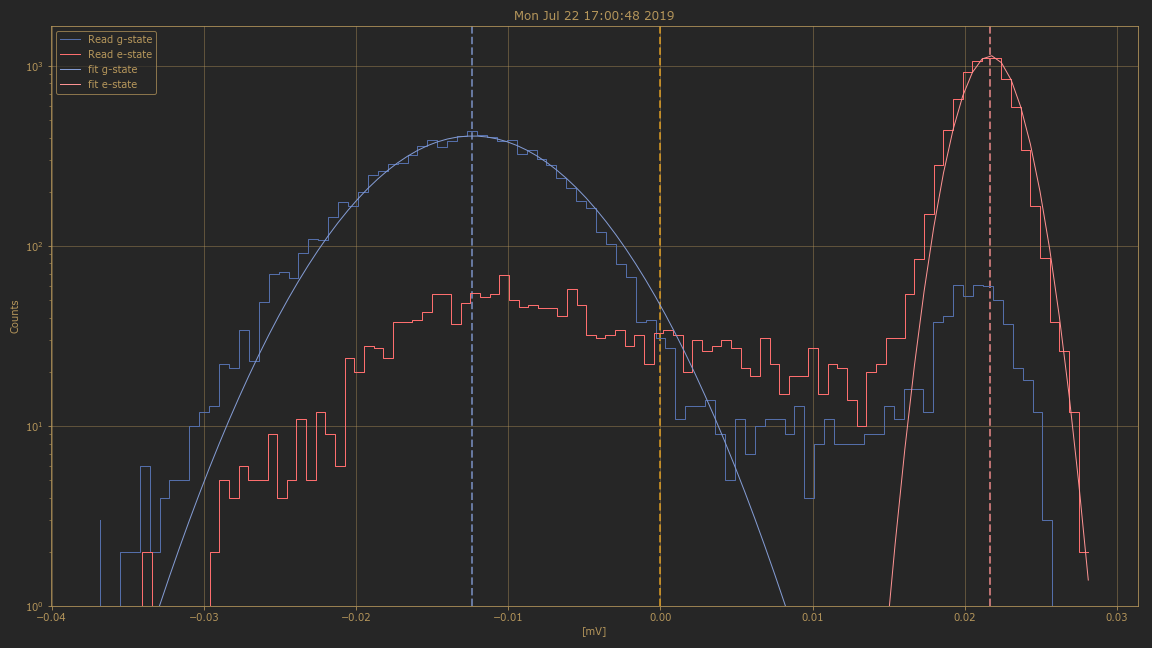 Mon Jul 22 17:00:48 2019
Read g-state
Read e-state
fit g-state
fit e-state
Counts
10³
10²
10¹
10⁰
−0.04 −0.03 −0.02 −0.01 0.00 0.01 0.02 0.03
[mV]